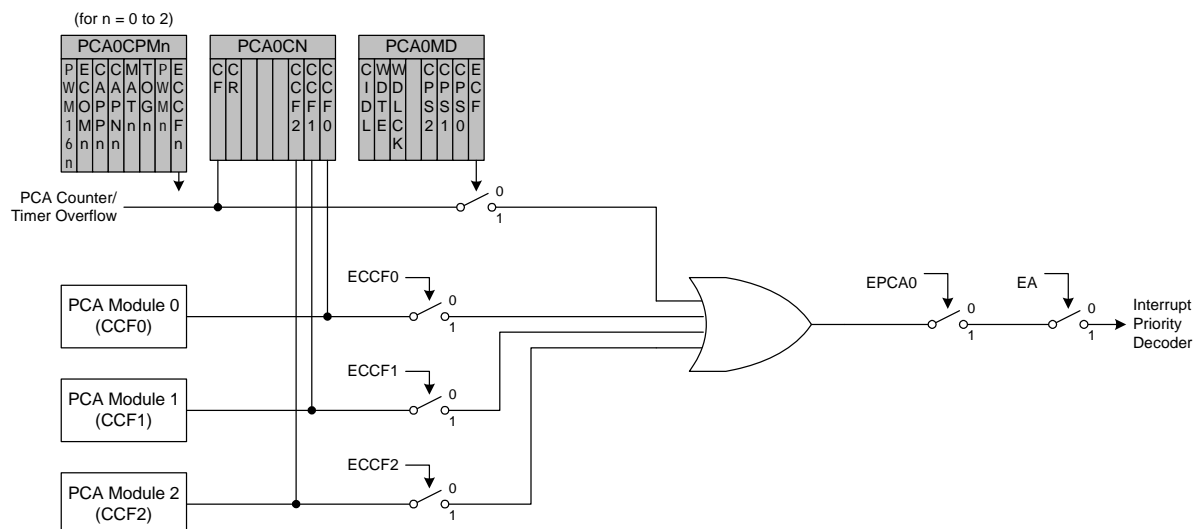 (for n = 0 to 2)
PCA0CPMn
PWM16n
ECOMn
CAPPn
CAPNn
MATn
TOGn
PWMn
ECCFn
PCA0CN
CF
CR
CCF2
CCF1
CCF0
PCA0MD
CIDL
WDTE
WDLCK
CPS2
CPS1
CPS0
ECF
PCA Counter/
Timer Overflow
0
1
PCA Module 0
(CCF0)
ECCF0
0
1
PCA Module 1
(CCF1)
ECCF1
0
1
PCA Module 2
(CCF2)
ECCF2
0
1
EPCA0
0
1
EA
0
1
Interrupt
Priority
Decoder